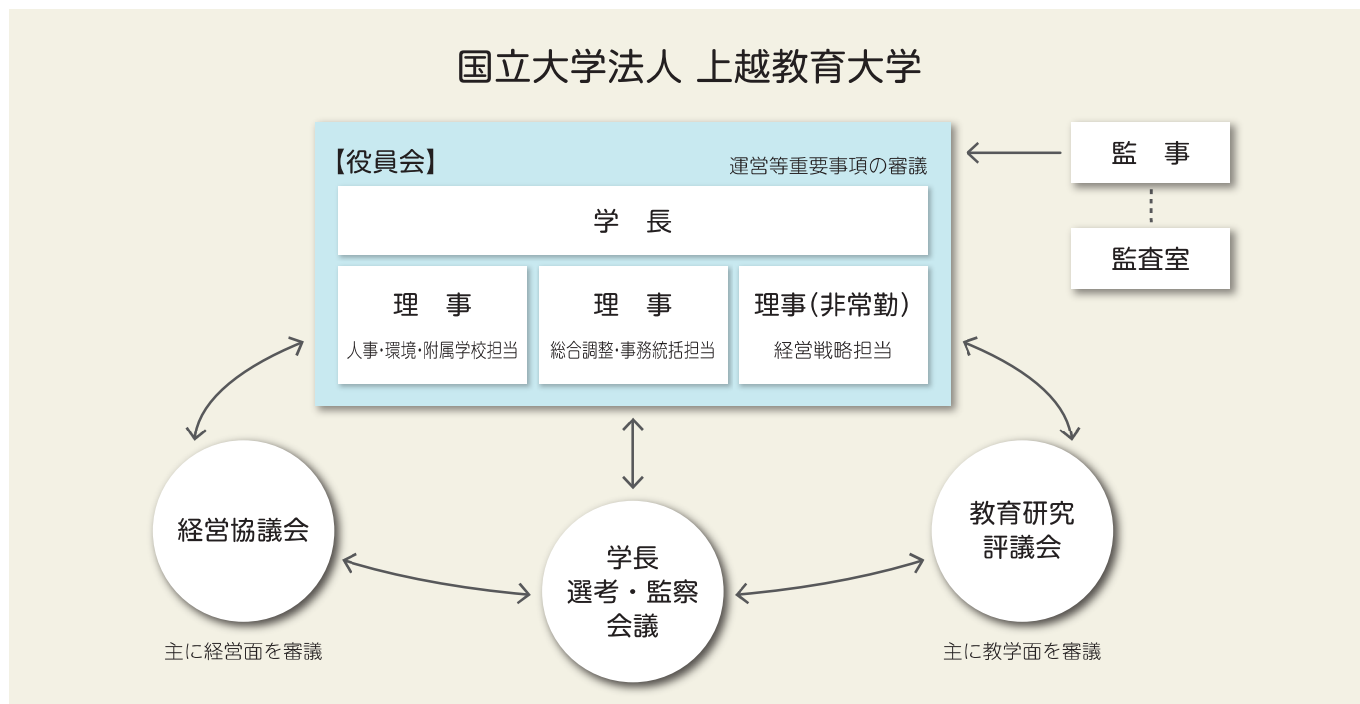 国立大学法人 上越教育大学
【役員会】
運営等重要事項の審議
学　長
理　事
人事・環境・附属学校担当
理　事
総合調整・事務統括担当
理事(非常勤)
経営戦略担当
監　事
監査室
経営協議会
主に経営面を審議
学長
選考・監察
会議
教育研究
評議会
主に教学面を審議